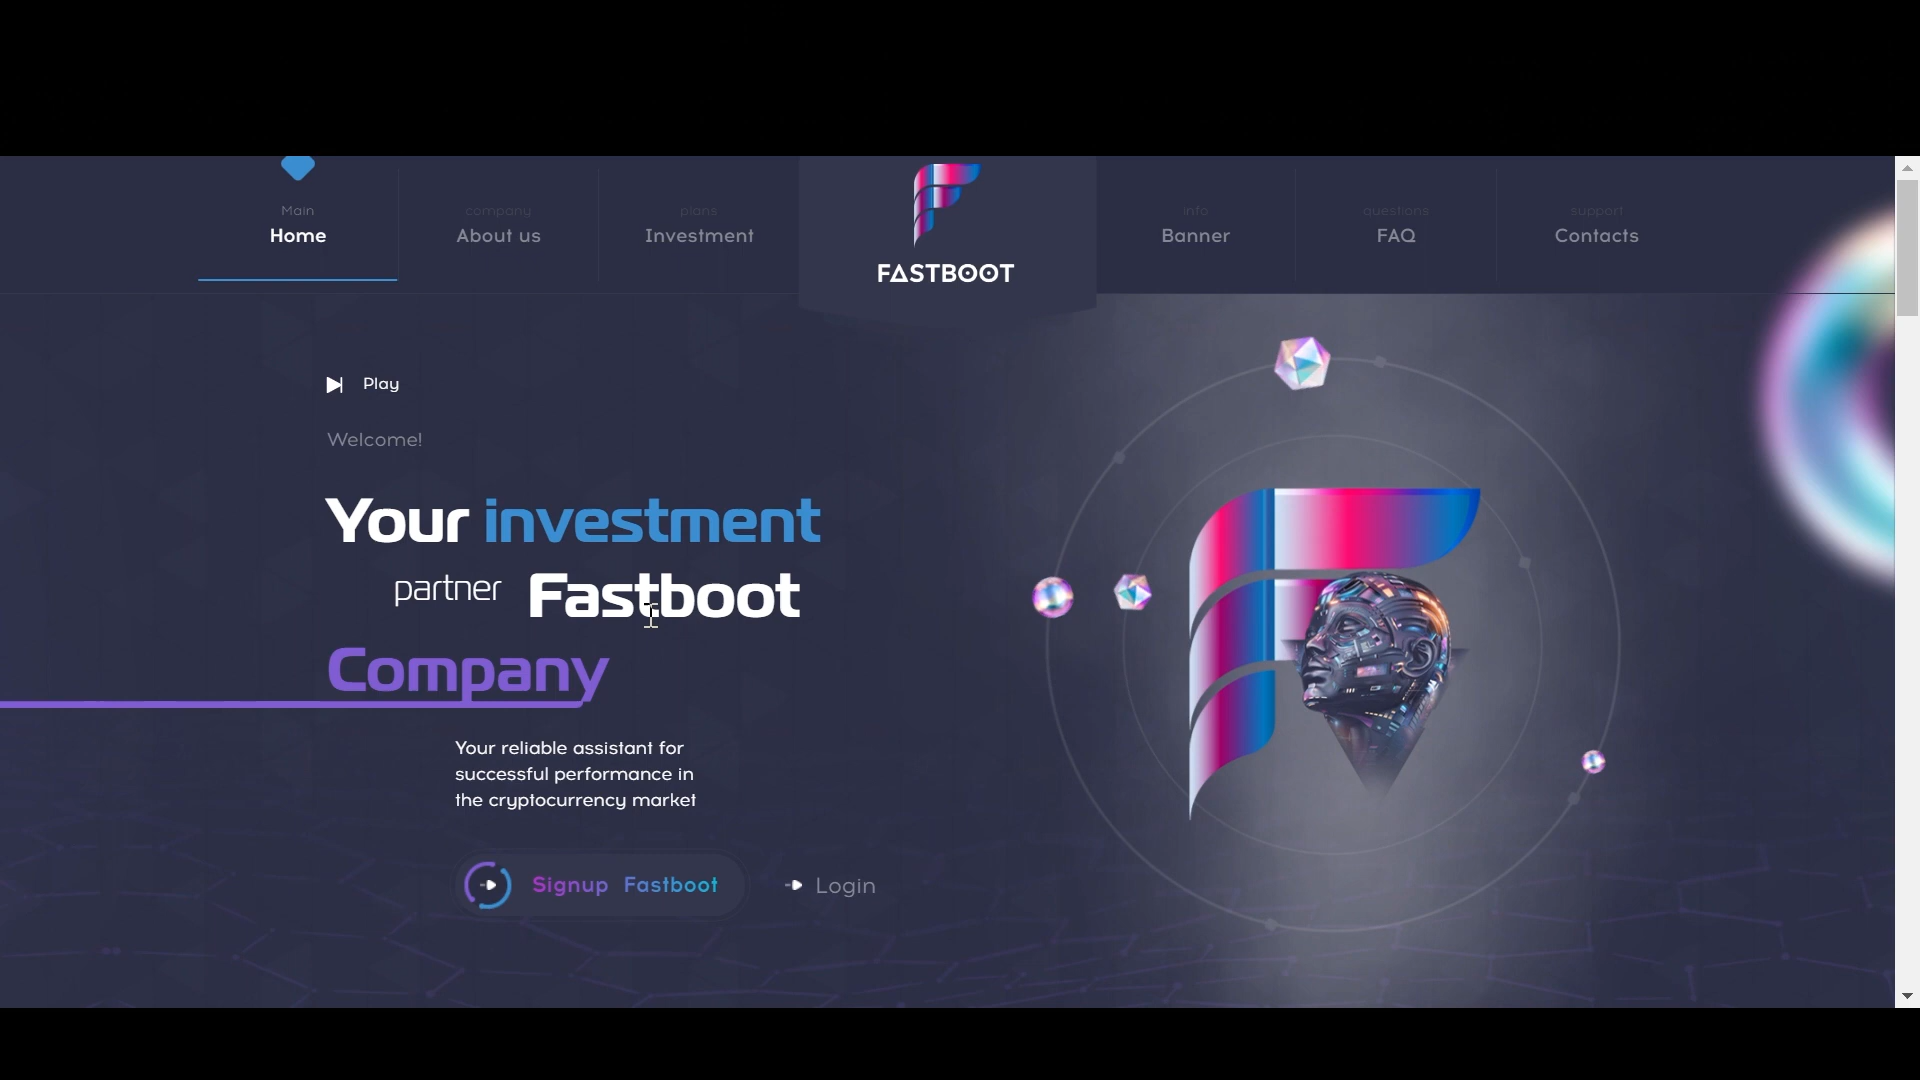 Main
Home
company
About us
plans
Investment
FASTBOOT
info
Banner
questions
FAQ
support
Contacts
Play
Welcome!
Your investment
partner Fastboot
Company
Your reliable assistant for
successful performance in
the cryptocurrency market
Signup Fastboot
Login